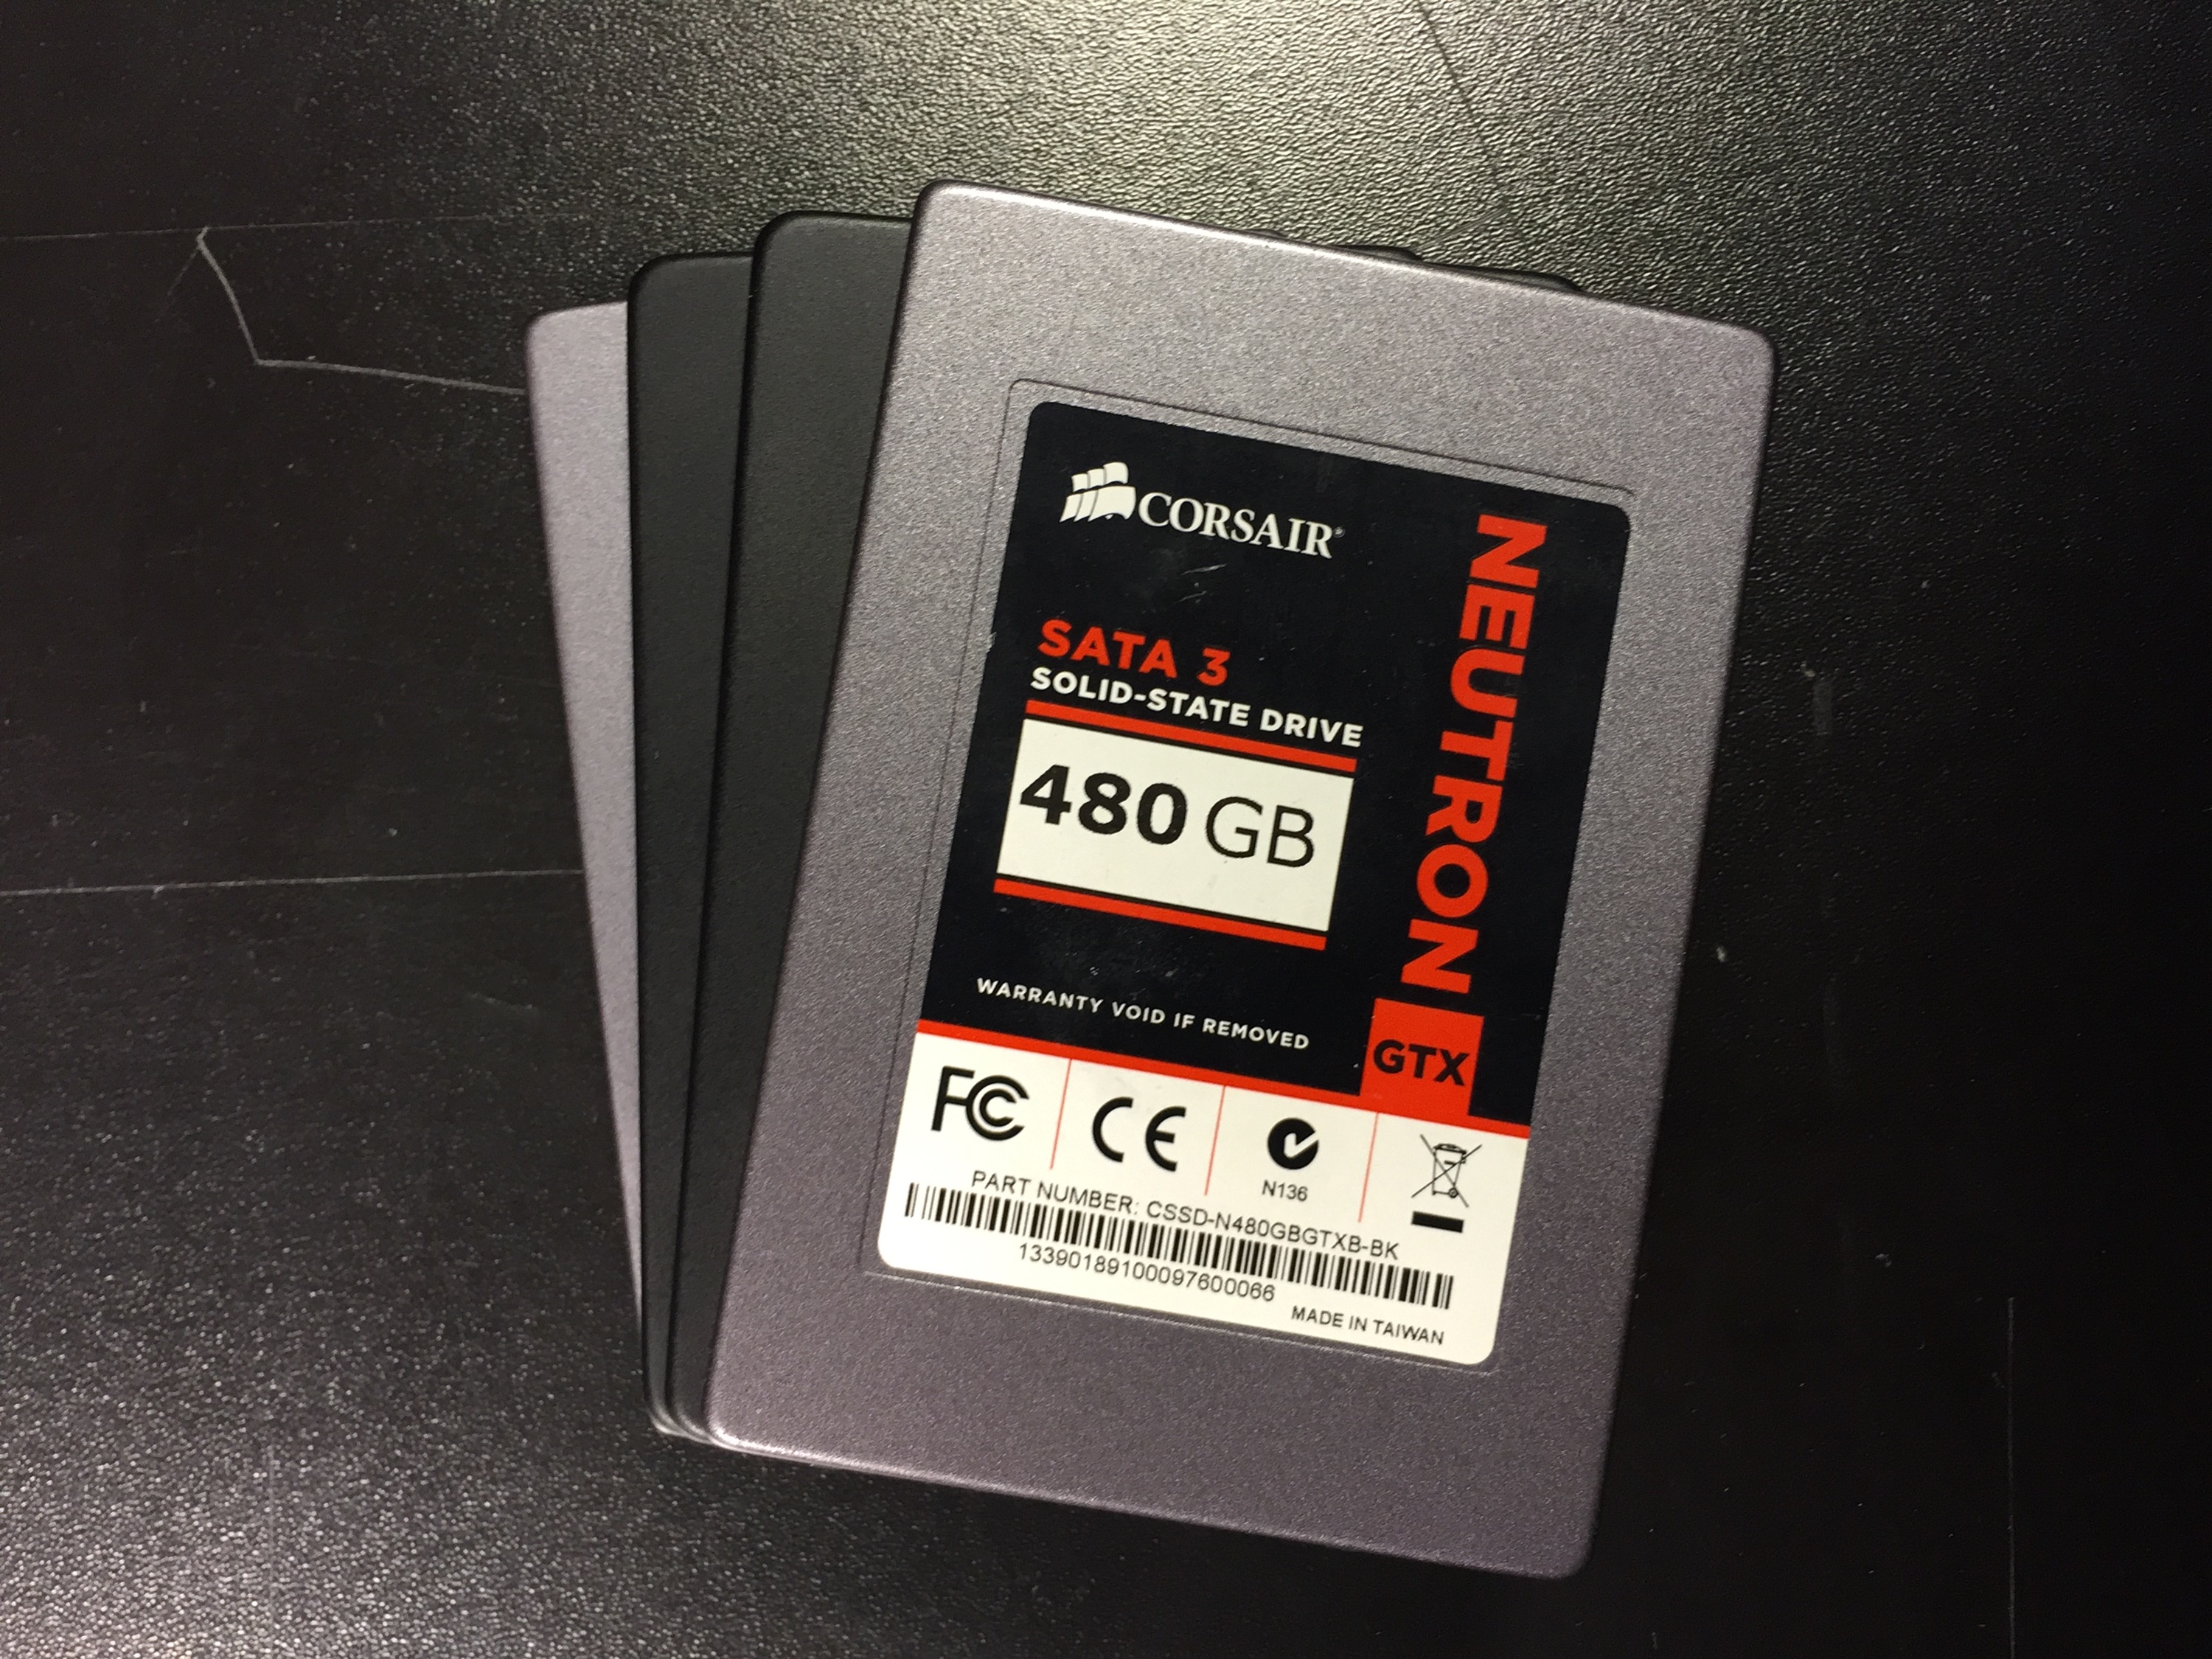 CORSAIR
NEUTRON
GTX
SATA 3
SOLID-STATE DRIVE
480 GB
WARRANTY VOID IF REMOVED
FC
CE
N136
PART NUMBER: CSSD-N480GBGTXB-BK
13390189100097600066
MADE IN TAIWAN